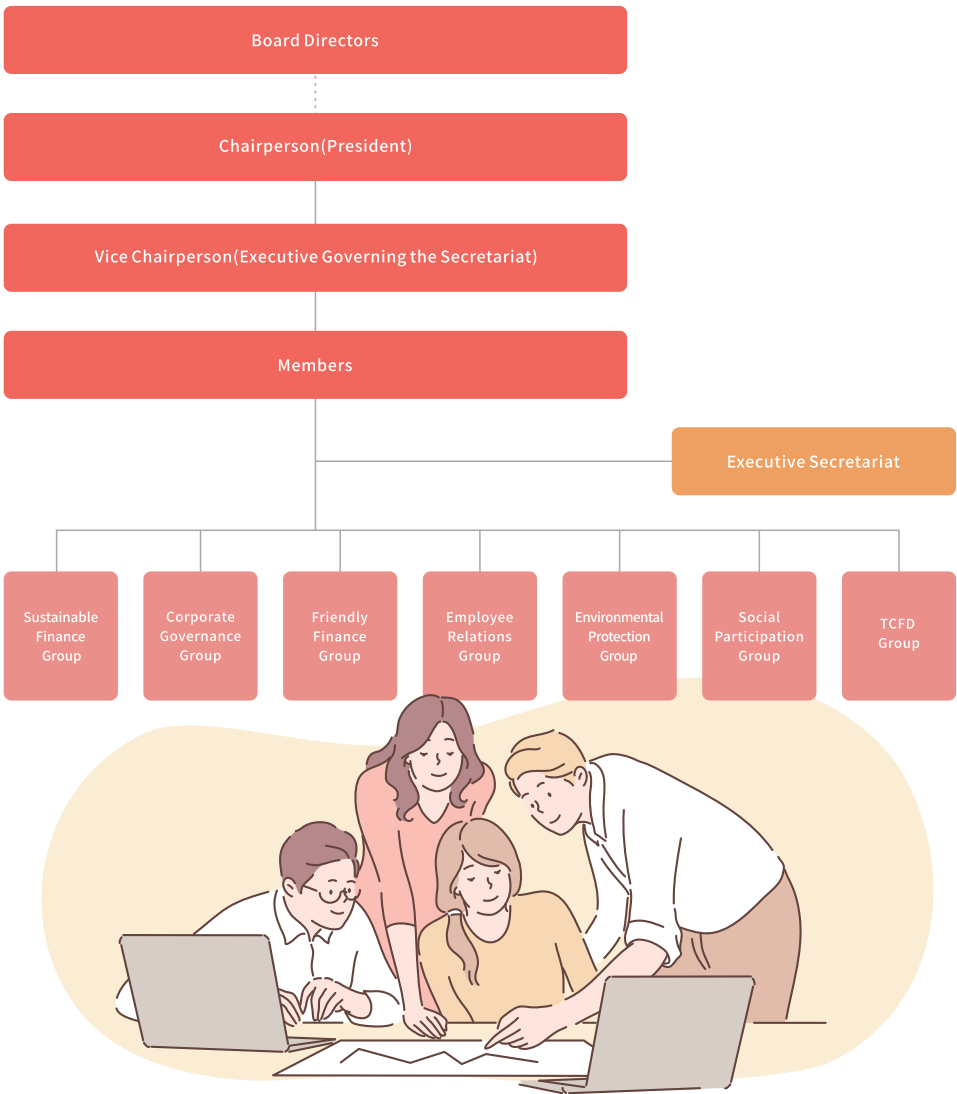 Board Directors
Chairperson(President)
Vice Chairperson(Executive Governing the Secretariat)
Members
Executive Secretariat
Sustainable
Finance
Group
Corporate
Governance
Group
Friendly
Finance
Group
Employee
Relations
Group
Environmental
Protection
Group
Social
Participation
Group
TCFD
Group